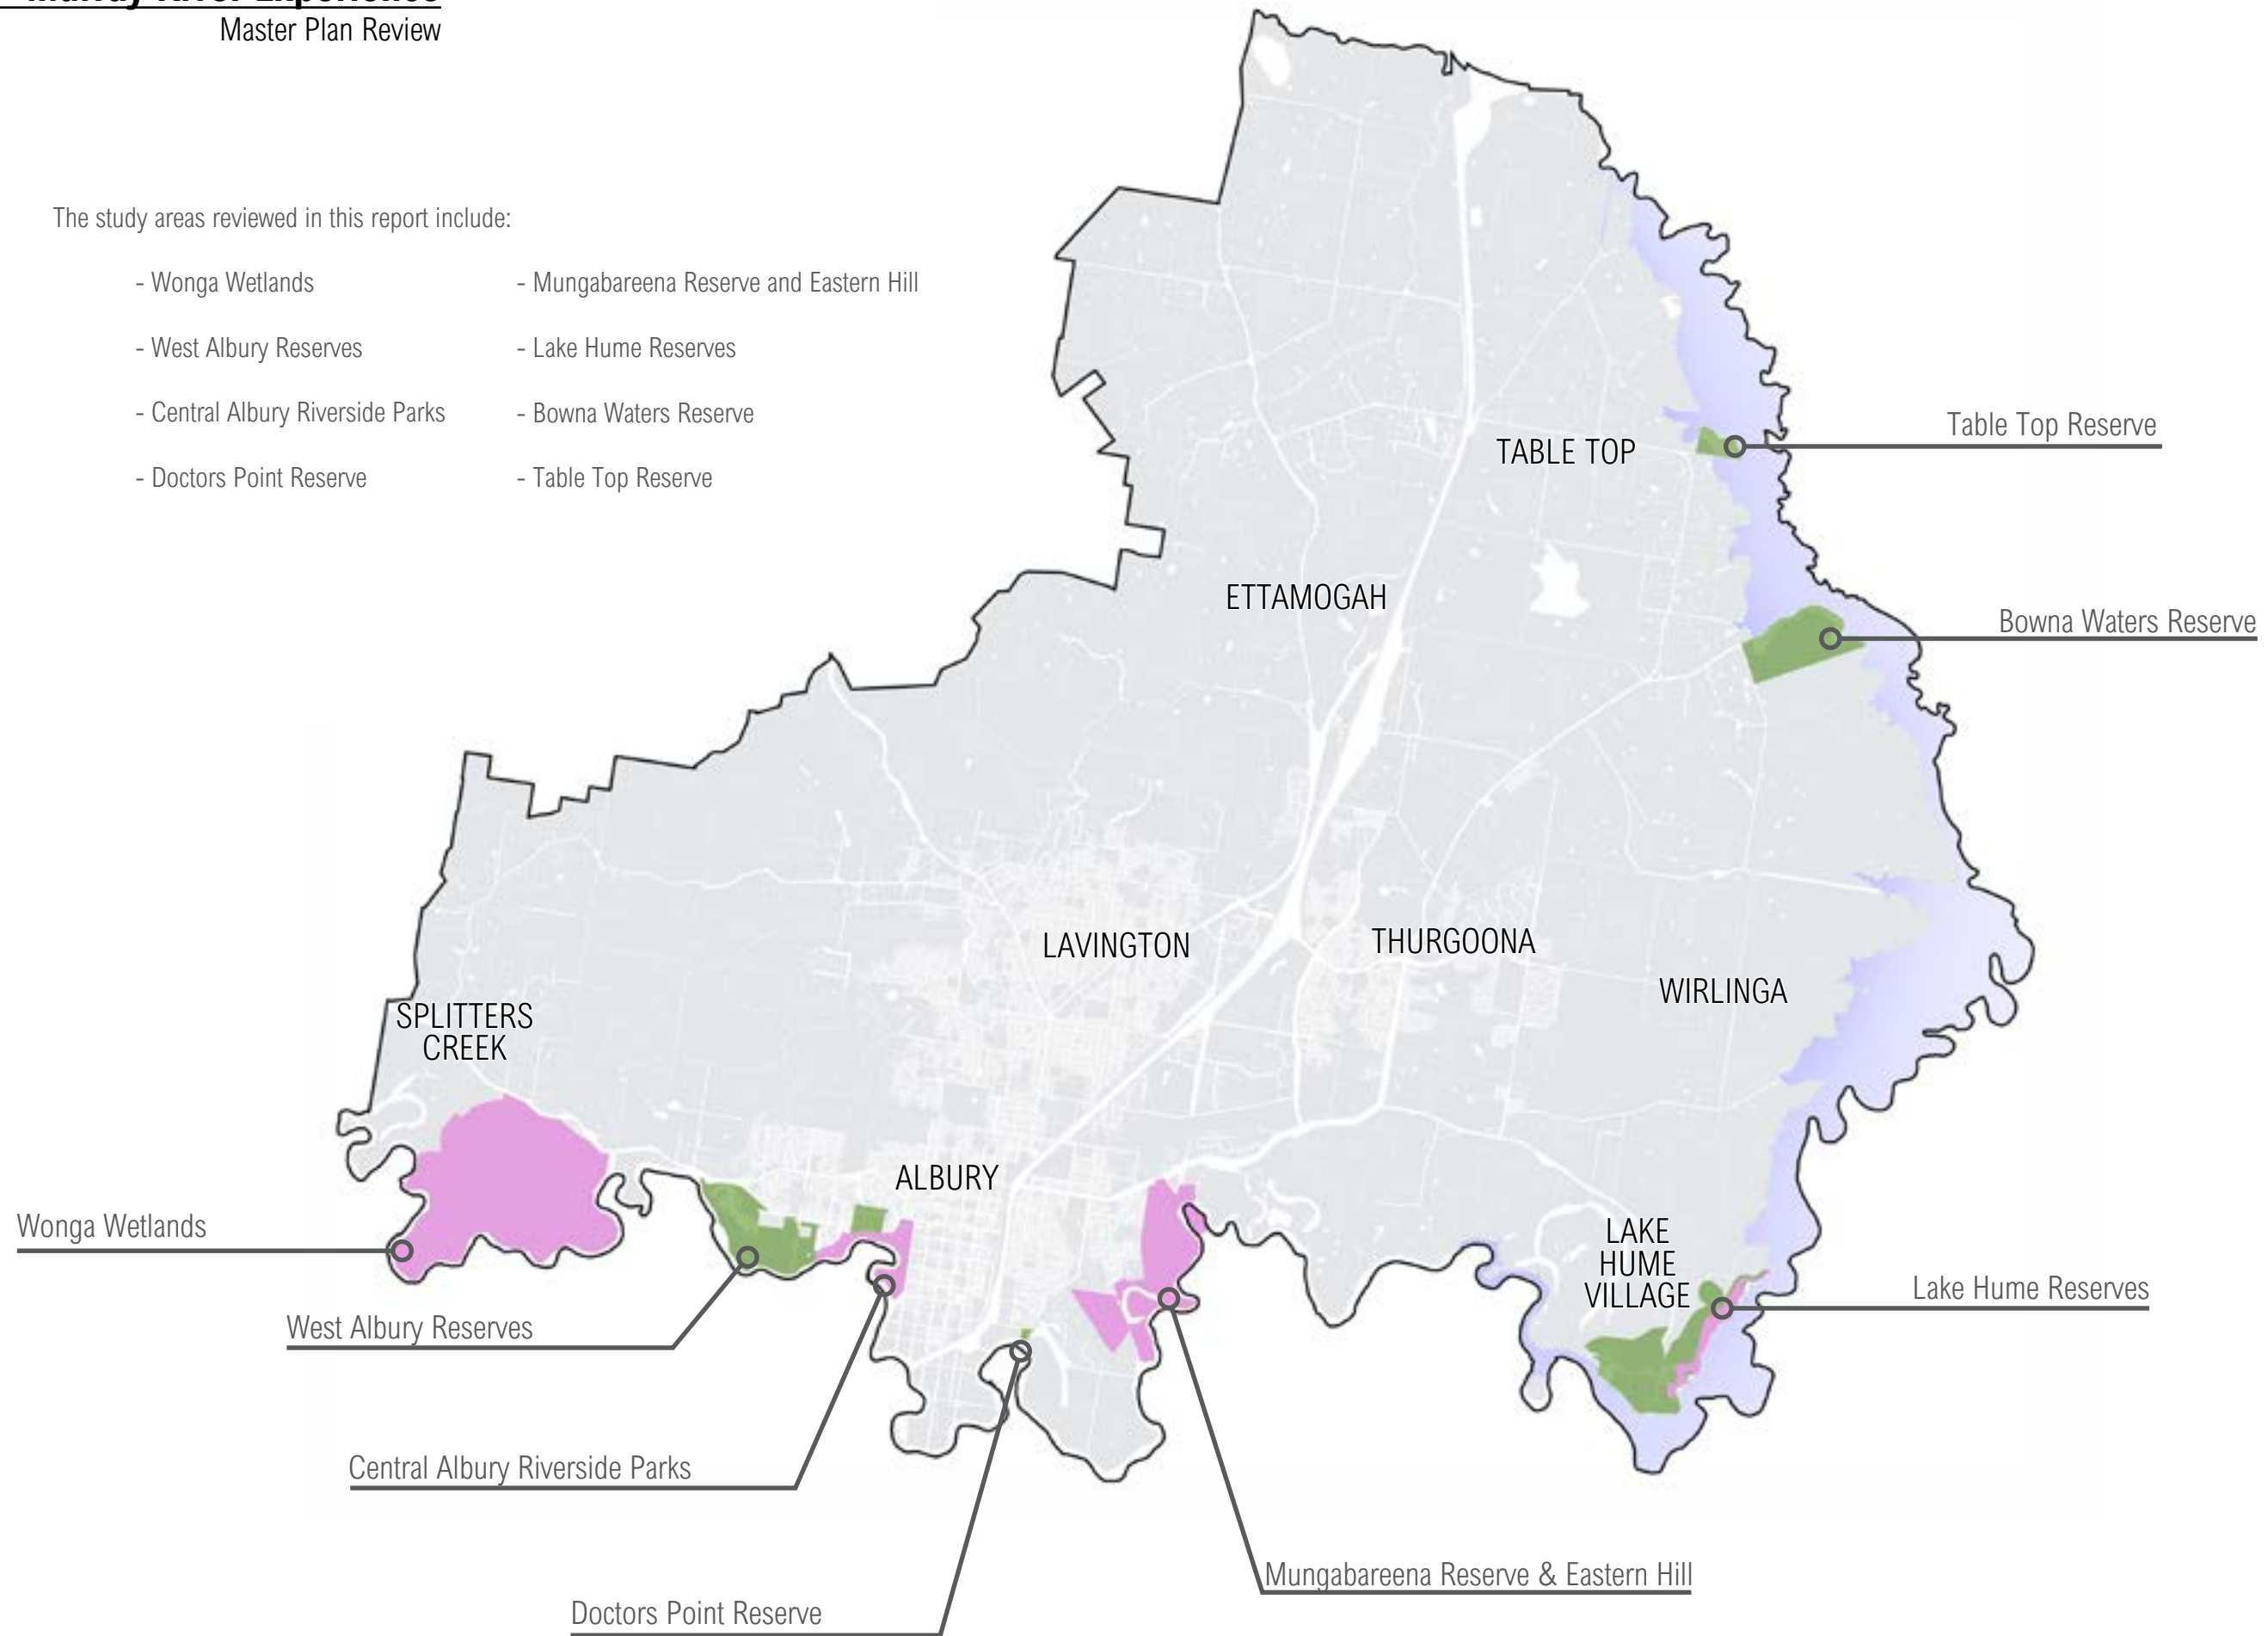 Murray River Experience
Master Plan Review
The study areas reviewed in this report include:
- Wonga Wetlands
- West Albury Reserves
- Central Albury Riverside Parks
- Doctors Point Reserve
- Mungabareena Reserve and Eastern Hill
- Lake Hume Reserves
- Bowna Waters Reserve
- Table Top Reserve
TABLE TOP
Table Top Reserve
ETTAMOGAH
Bowna Waters Reserve
LAVINGTON
THURGOONA
WIRLINGA
SPLITTERS
CREEK
ALBURY
Wonga Wetlands
LAKE
HUME
VILLAGE
Lake Hume Reserves
West Albury Reserves
Central Albury Riverside Parks
Mungabareena Reserve & Eastern Hill
Doctors Point Reserve